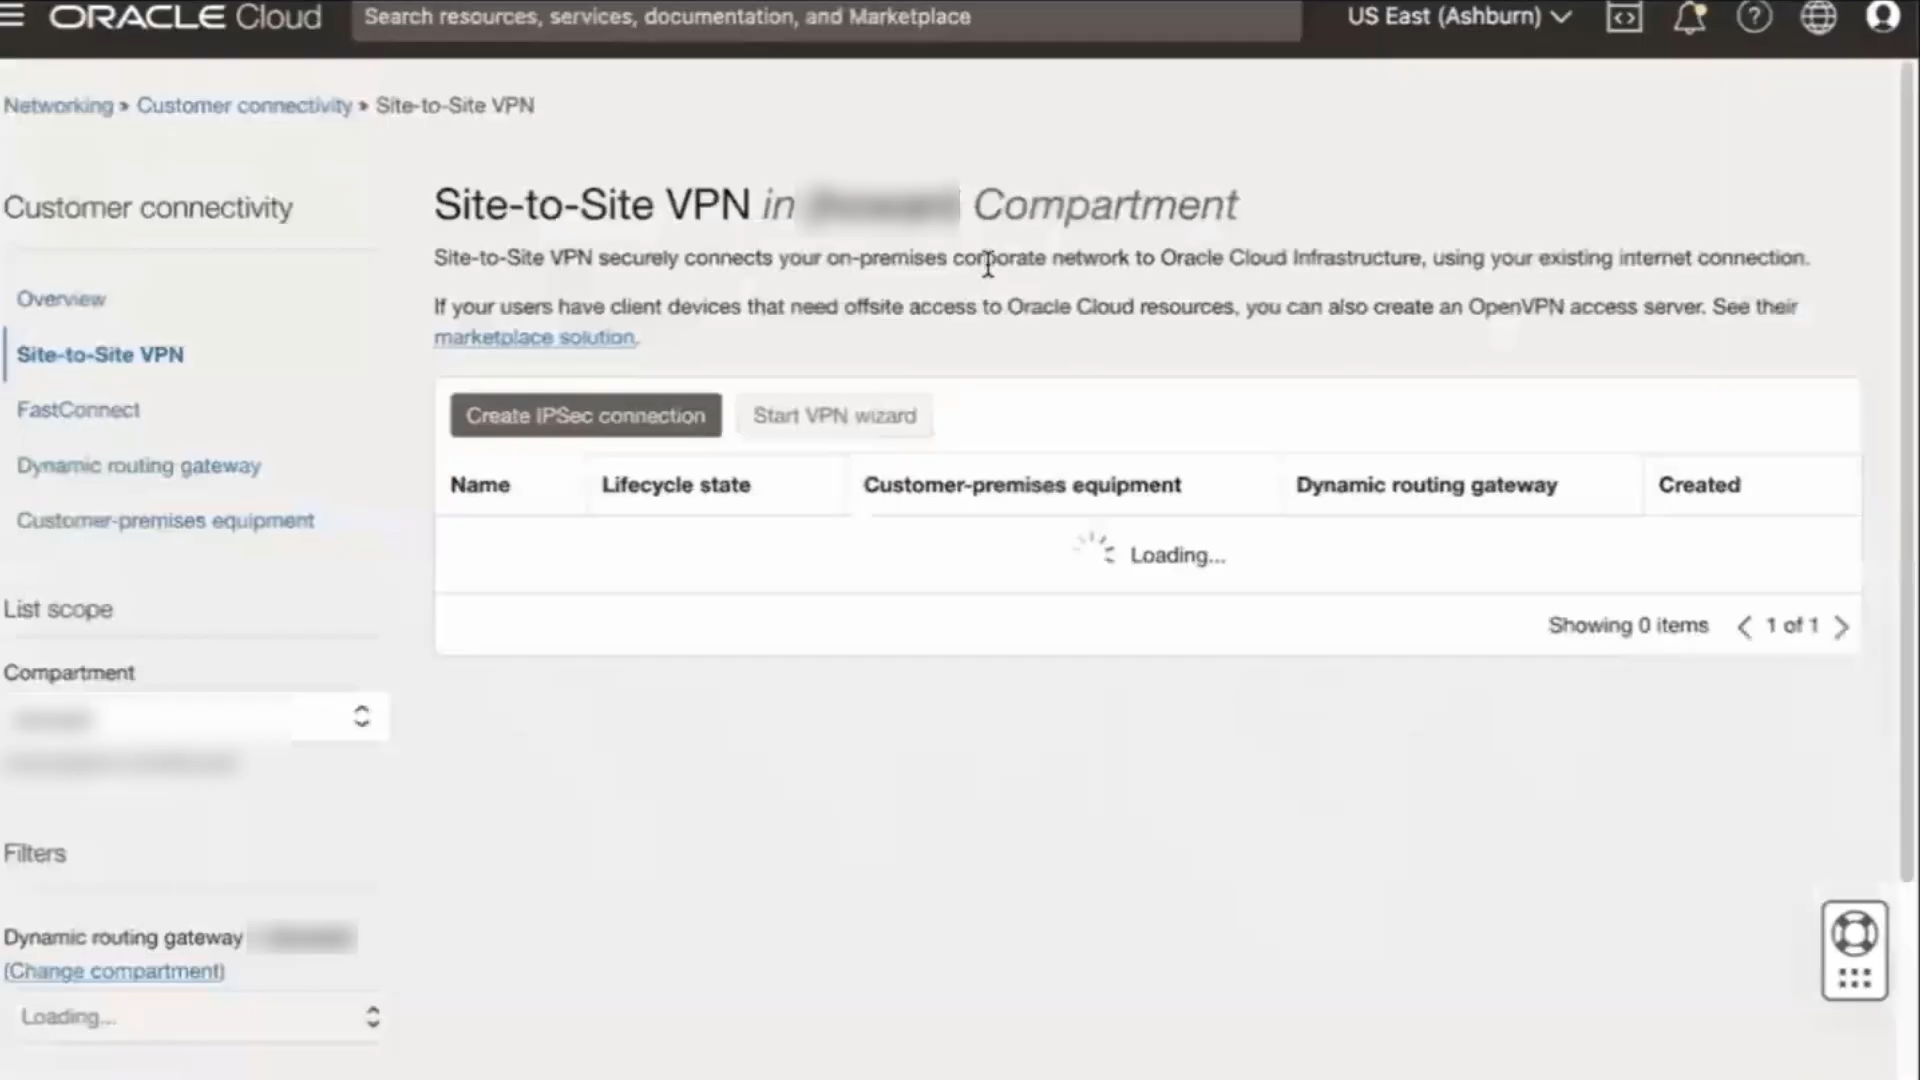 ORACLE Cloud
Search resources, services, documentation, and Marketplace
US East (Ashburn)
Networking » Customer connectivity » Site-to-Site VPN
Customer connectivity
Overview
Site-to-Site VPN
FastConnect
Dynamic routing gateway
Customer-premises equipment
List scope
Compartment
Filters
Dynamic routing gateway
(Change compartment)
Loading...
Site-to-Site VPN in Compartment
Site-to-Site VPN securely connects your on-premises corporate network to Oracle Cloud Infrastructure, using your existing internet connection.
If your users have client devices that need offsite access to Oracle Cloud resources, you can also create an OpenVPN access server. See their
marketplace solution.
Create IPSec connection Start VPN wizard
Name Lifecycle state Customer-premises equipment Dynamic routing gateway Created
Loading...
Showing 0 items < 1 of 1 >